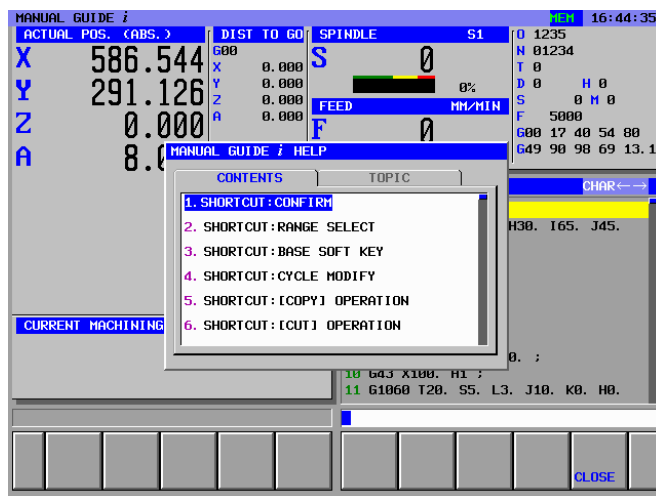 MANUAL GUIDE i
MEM 16:44:35
ACTUAL POS. (ABS.)
X 586.544
Y 291.126
Z 0.000
A 8.0
DIST TO GO
G00
X 0.000
Y 0.000
Z 0.000
A 0.000
SPINDLE S1
S 0
0%
FEED MM/MIN
F 0
O 1235
N 01234
T 0
D 0 H 0
S 0 M 0
F 5000
G00 17 40 54 80
G49 90 98 69 13.1
MANUAL GUIDE i HELP
CONTENTS TOPIC
1. SHORTCUT:CONFIRM
2. SHORTCUT:RANGE SELECT
3. SHORTCUT:BASE SOFT KEY
4. SHORTCUT:CYCLE MODIFY
5. SHORTCUT:[COPY] OPERATION
6. SHORTCUT:[CUT] OPERATION
CHAR←→
H30. I65. J45.
CURRENT MACHINING
0. ;
10 G43 X100. H1 ;
11 G1060 T20. S5. L3. J10. K0. H0.
CLOSE